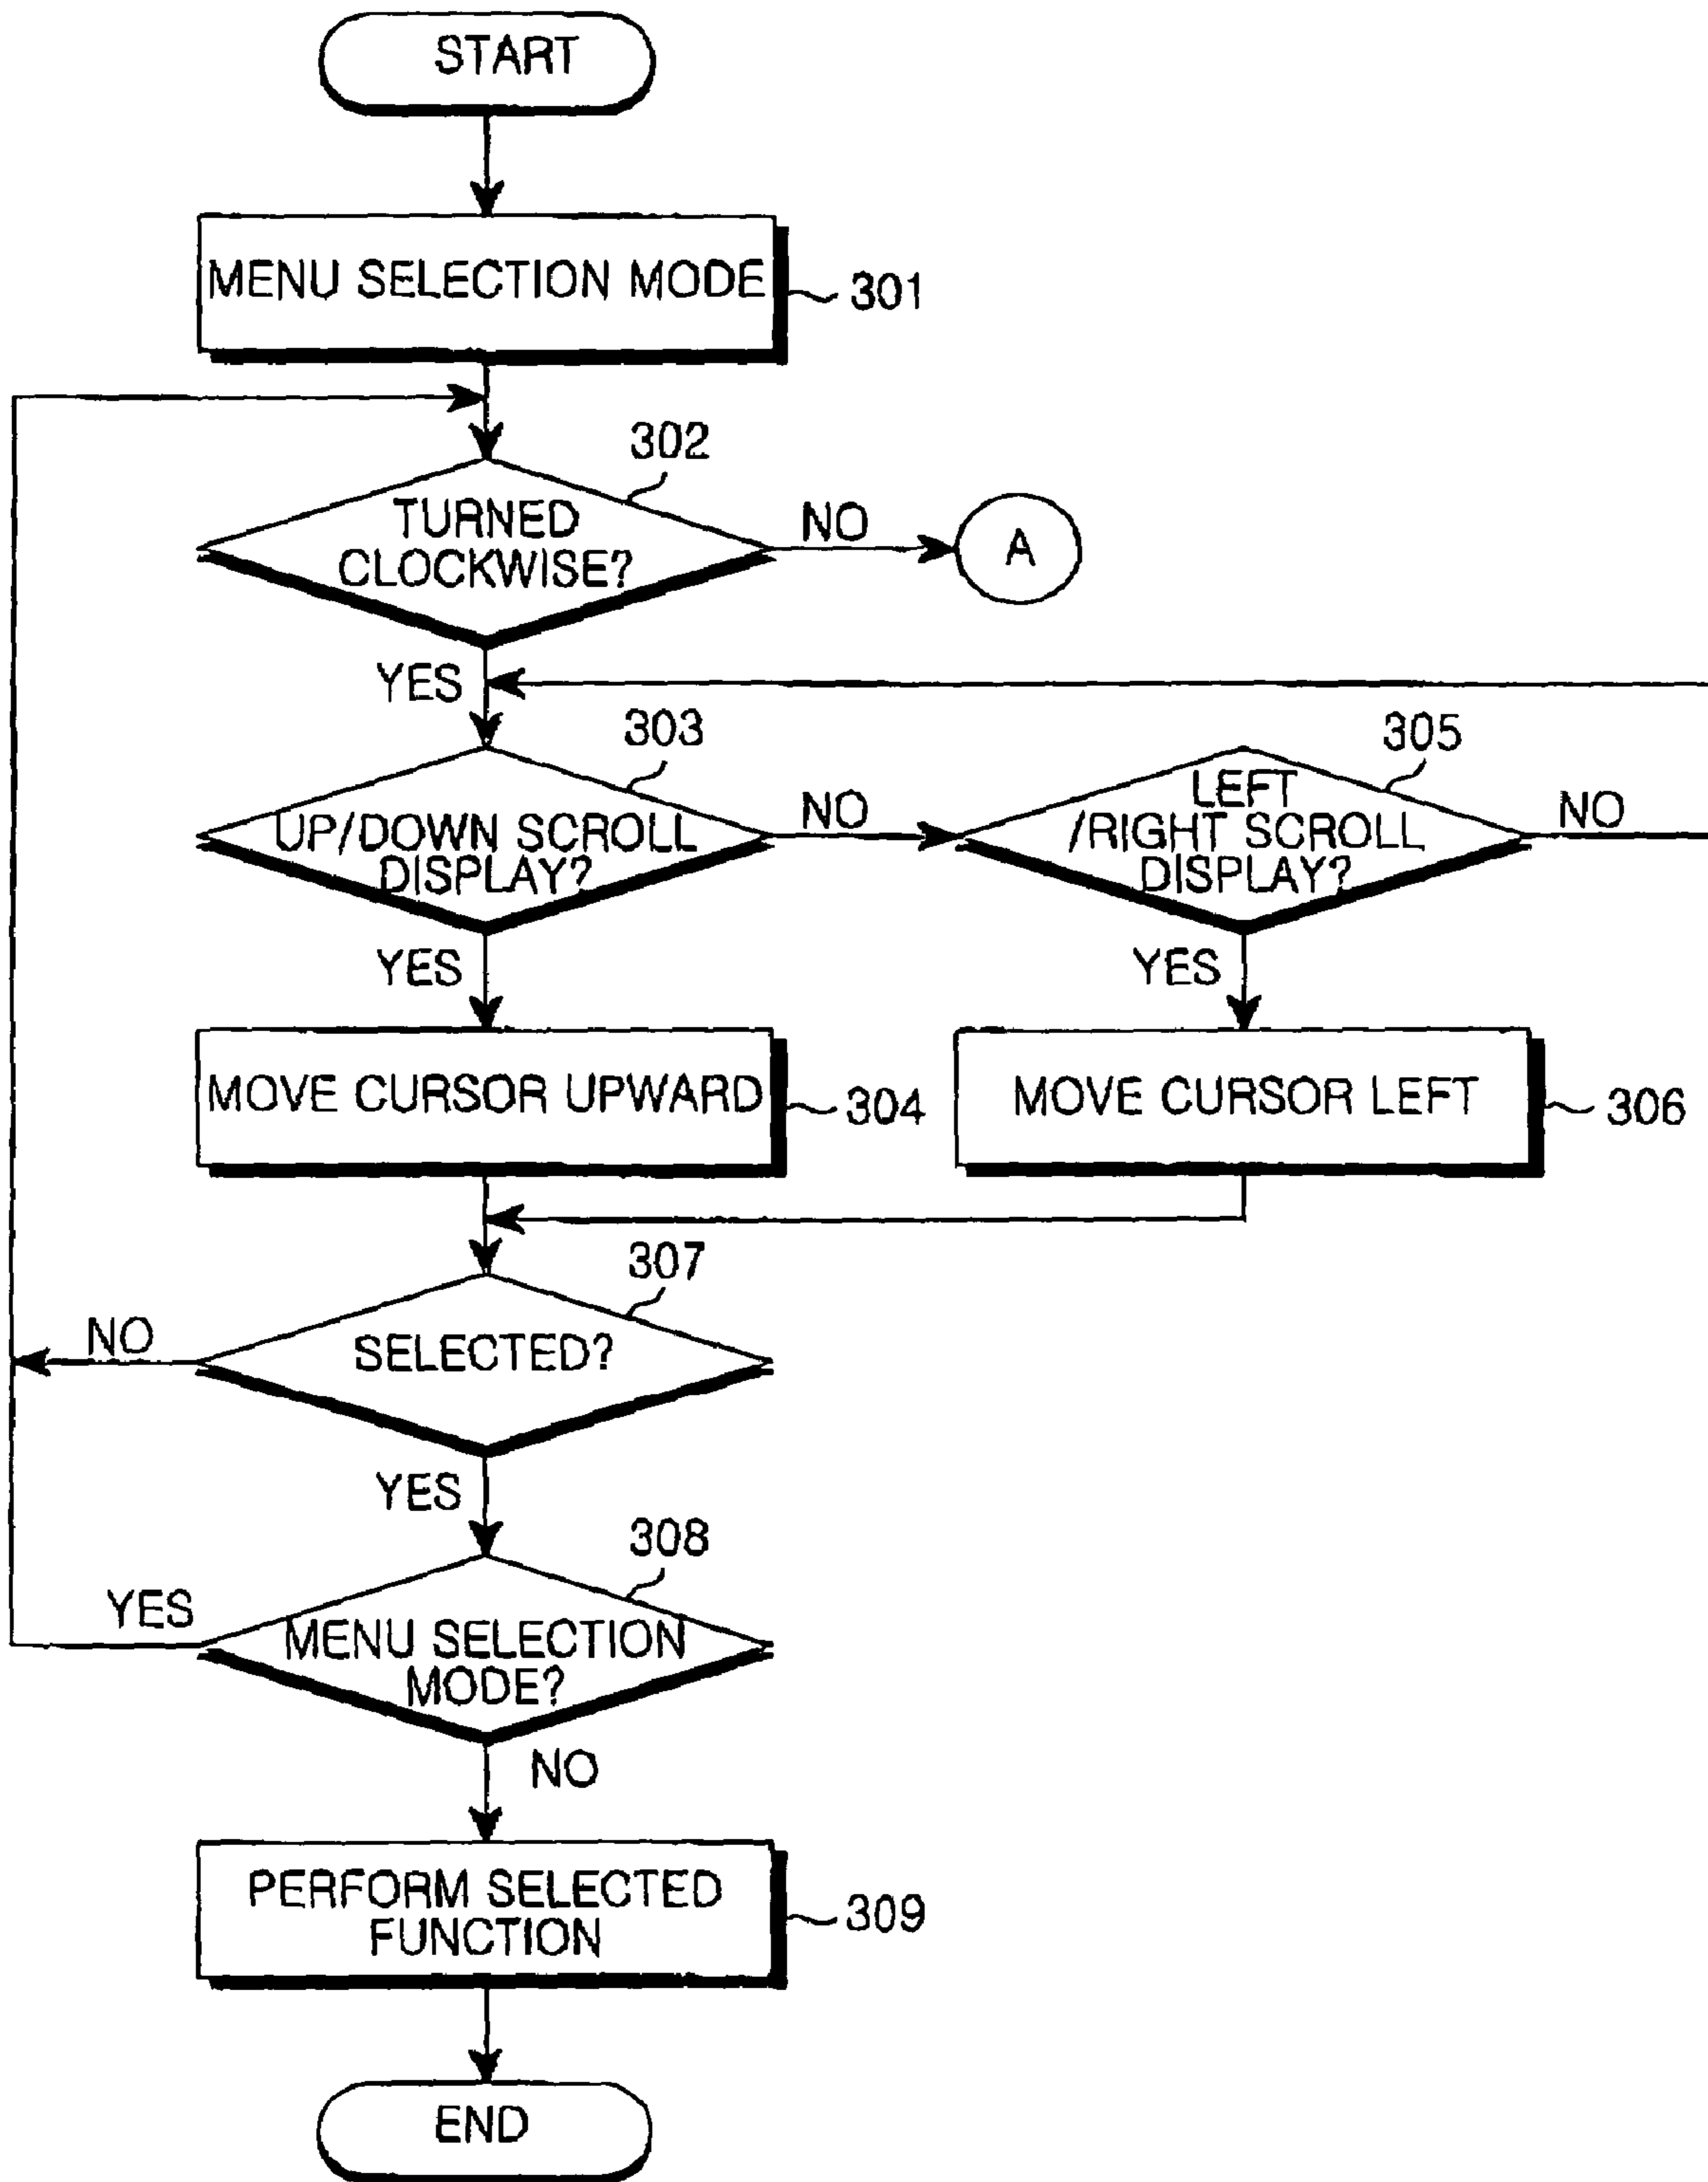 START
MENU SELECTION MODE
301
302
TURNED
CLOCKWISE?
NO
A
YES
303
UP/DOWN SCROLL
DISPLAY?
NO
305
LEFT
/RIGHT SCROLL
DISPLAY?
NO
YES
YES
MOVE CURSOR UPWARD
304
MOVE CURSOR LEFT
306
307
SELECTED?
NO
YES
308
MENU SELECTION
MODE?
YES
NO
PERFORM SELECTED
FUNCTION
309
END